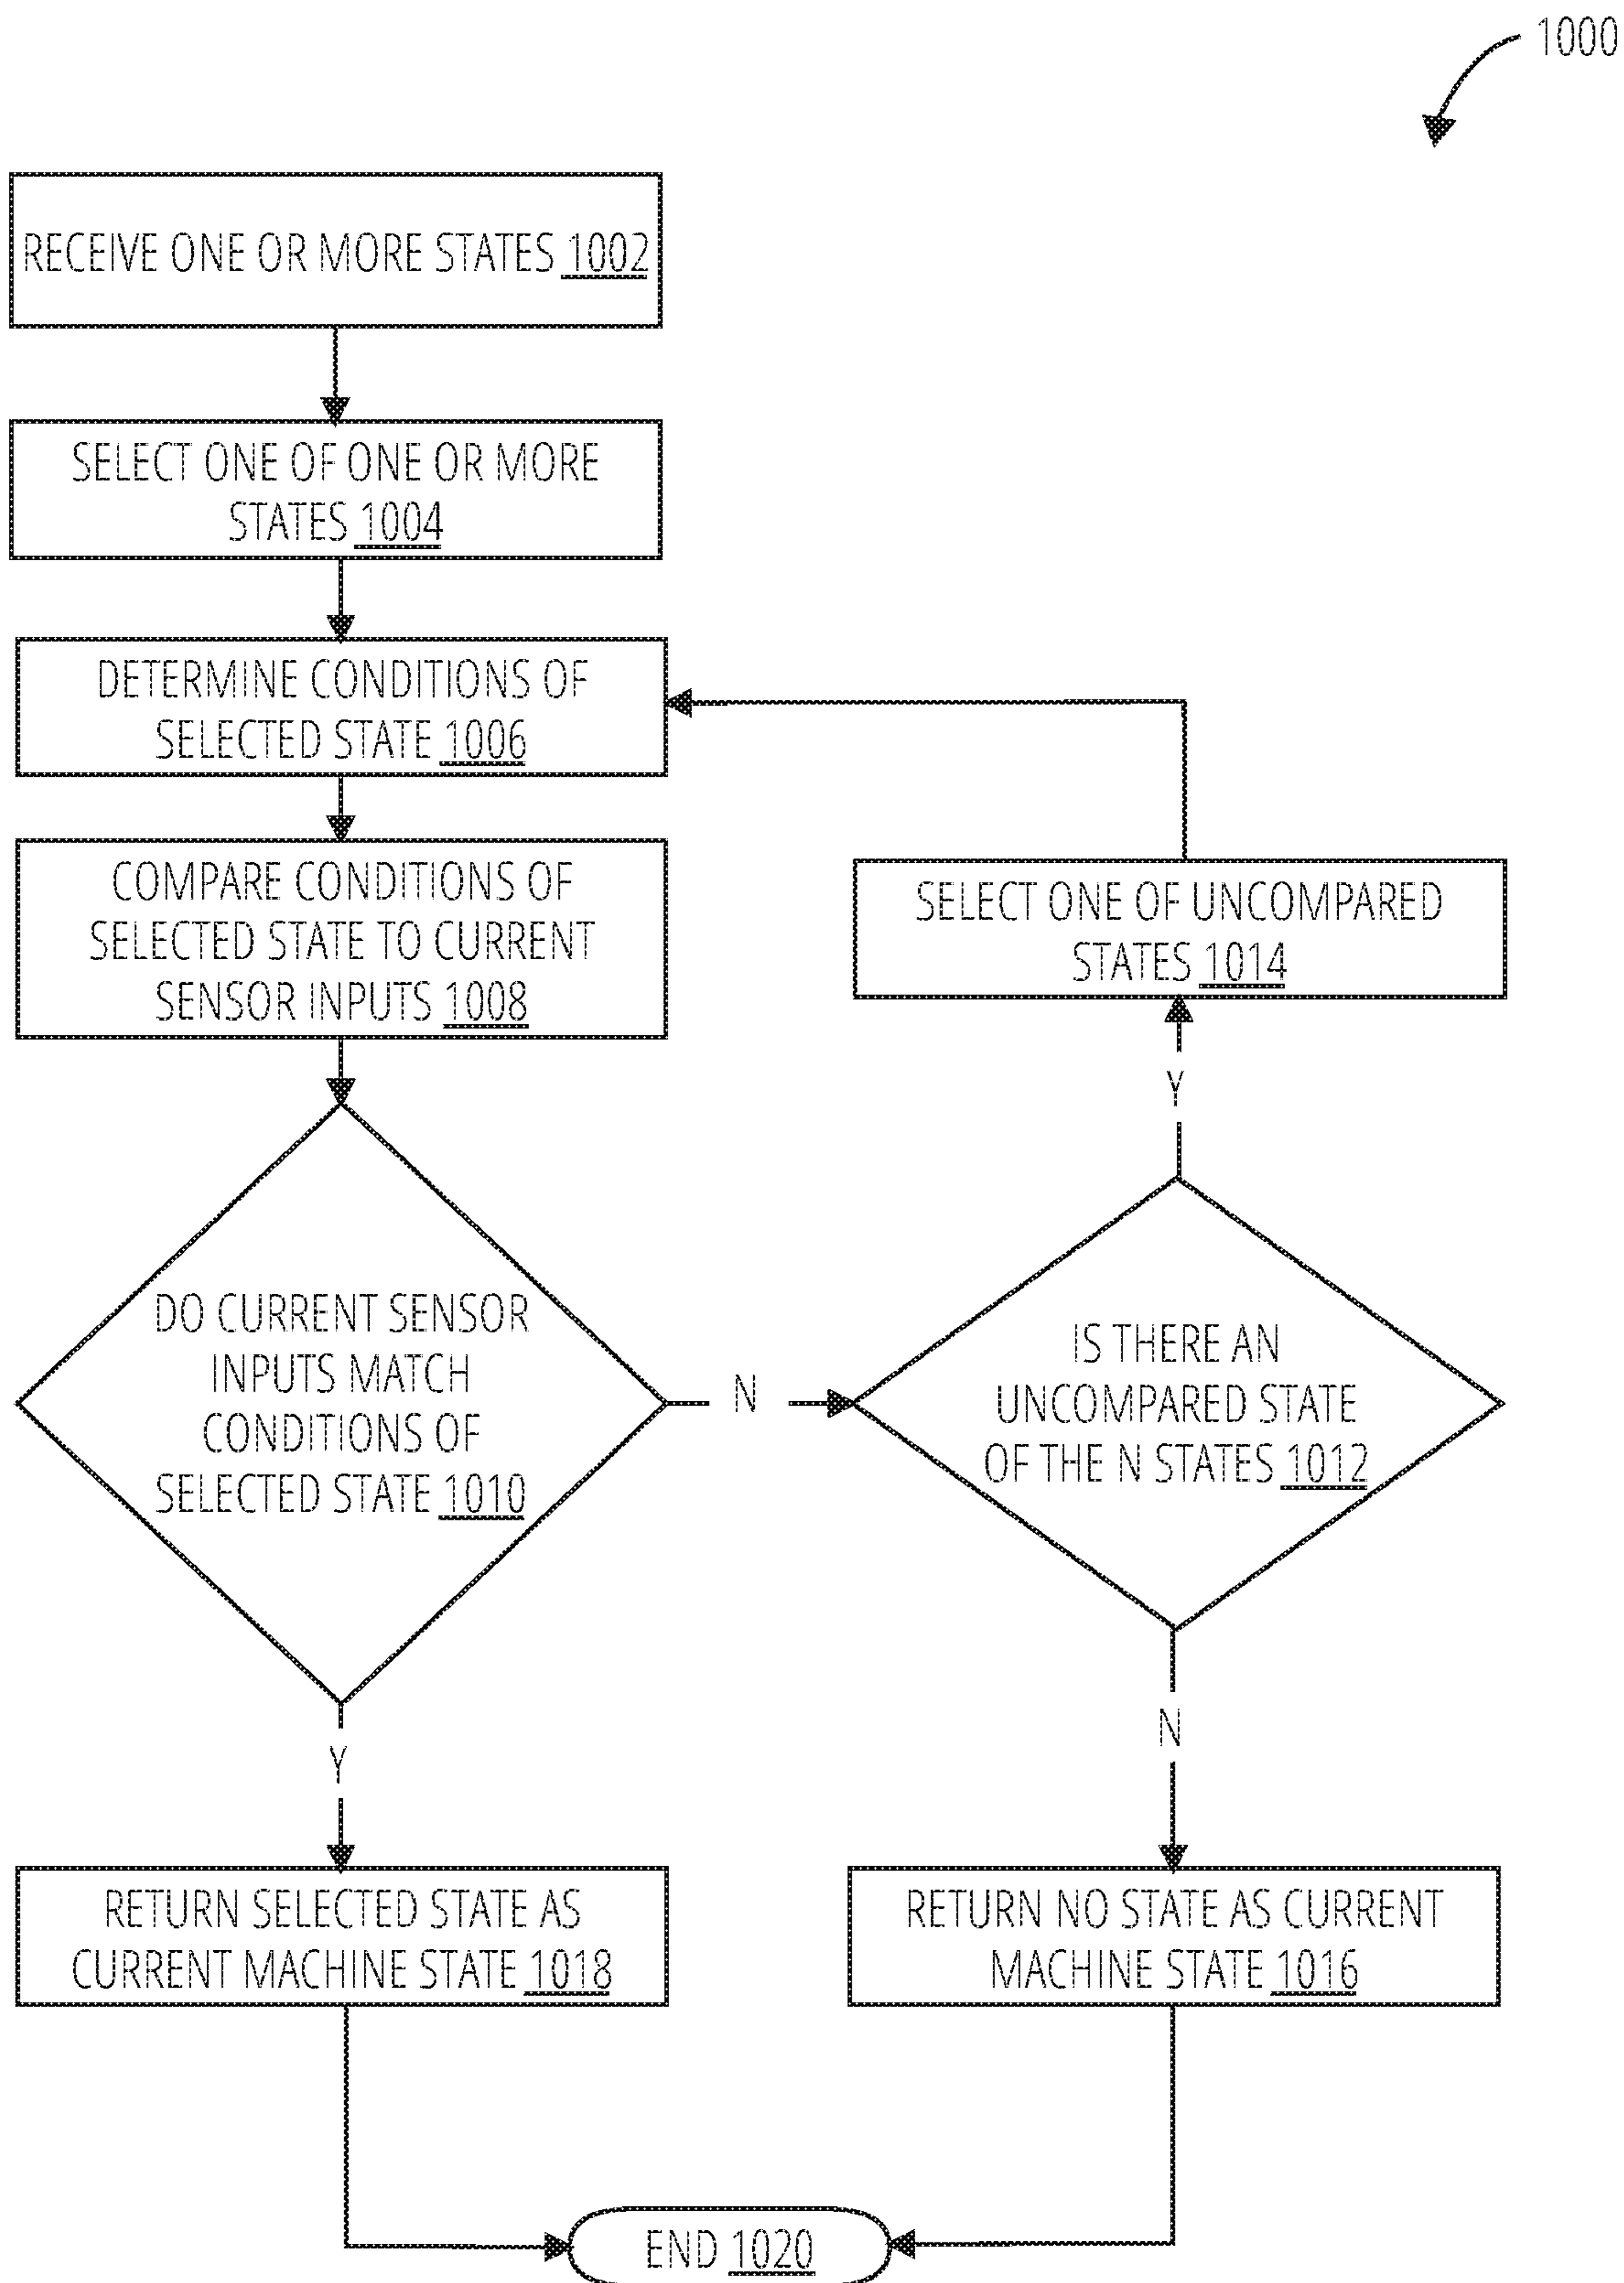 1000
RECEIVE ONE OR MORE STATES 1002
SELECT ONE OF ONE OR MORE
STATES 1004
DETERMINE CONDITIONS OF
SELECTED STATE 1006
COMPARE CONDITIONS OF
SELECTED STATE TO CURRENT
SENSOR INPUTS 1008
SELECT ONE OF UNCOMPARED
STATES 1014
Y
DO CURRENT SENSOR
INPUTS MATCH
CONDITIONS OF
SELECTED STATE 1010
N
IS THERE AN
UNCOMPARED STATE
OF THE N STATES 1012
Y
N
RETURN SELECTED STATE AS
CURRENT MACHINE STATE 1018
RETURN NO STATE AS CURRENT
MACHINE STATE 1016
END 1020